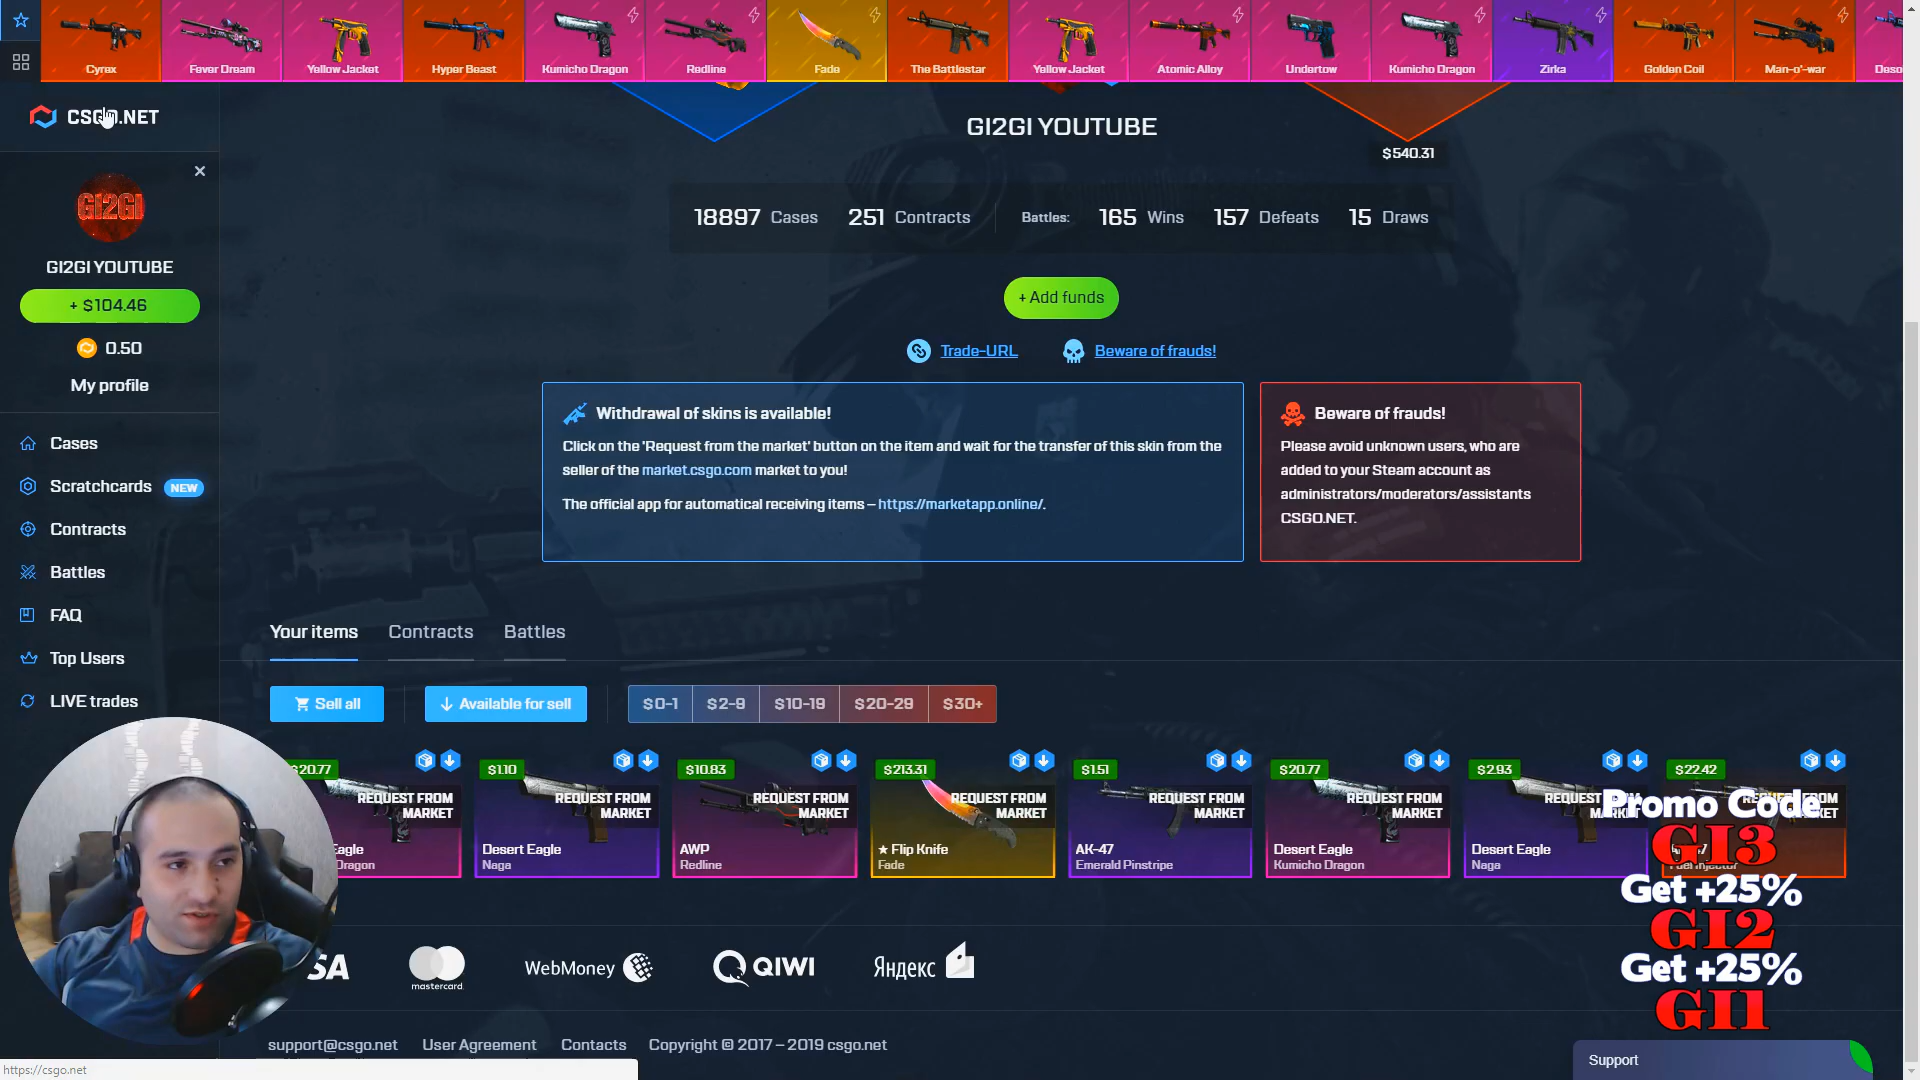 Cyrex
Fever Dream
Yellow Jacket
Hyper Beast
Kumicho Dragon
Redline
Fade
The Battlestar
Yellow Jacket
Atomic Alloy
Undertow
Kumicho Dragon
Zirka
Golden Coil
Man-o'-war
CSGO.NET
GI2GI
GI2GI YOUTUBE
+ $104.46
0.50
My profile
Cases
Scratchcards NEW
Contracts
Battles
FAQ
Top Users
LIVE trades
GI2GI YOUTUBE
$540.31
18897 Cases 251 Contracts Battles: 165 Wins 157 Defeats 15 Draws
+ Add funds
Trade-URL Beware of frauds!
Withdrawal of skins is available!
Click on the 'Request from the market' button on the item and wait for the transfer of this skin from the
seller of the market.csgo.com market to you!
The official app for automatical receiving items – https://marketapp.online/.
Beware of frauds!
Please avoid unknown users, who are
added to your Steam account as
administrators/moderators/assistants
CSGO.NET.
Your items Contracts Battles
Sell all Available for sell $0-1 $2-9 $10-19 $20-29 $30+
$20.77
REQUEST FROM
MARKET
Eagle
Dragon
$1.10
REQUEST FROM
MARKET
Desert Eagle
Naga
$10.83
REQUEST FROM
MARKET
AWP
Redline
$213.31
REQUEST FROM
MARKET
★ Flip Knife
Fade
$1.51
REQUEST FROM
MARKET
AK-47
Emerald Pinstripe
$20.77
REQUEST FROM
MARKET
Desert Eagle
Kumicho Dragon
$2.93
REQUEST
Desert Eagle
Naga
$22.42
Promo Code
GI3
Get +25%
GI2
Get +25%
GI1
SA
mastercard.
WebMoney
QIWI
Яндекс
support@csgo.net User Agreement Contacts Copyright © 2017 – 2019 csgo.net
Support
https://csgo.net